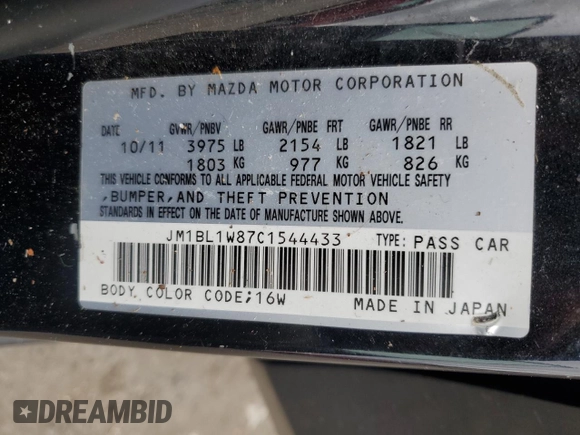 MFD. BY MAZDA MOTOR CORPORATION
DATE GVWR/PNBV GAWR/PNBE FRT GAWR/PNBE RR
10/11 3975 LB 2154 LB 1821 LB
1803 KG 977 KG 826 KG
THIS VEHICLE CONFORMS TO ALL APPLICABLE FEDERAL MOTOR VEHICLE SAFETY
,BUMPER,AND THEFT PREVENTION
STANDARDS IN EFFECT ON THE DATE OF MANUFACTURE SHOWN ABOVE.
JM1BL1W87C1544433 TYPE: PASS CAR
BODY COLOR CODE;16W MADE IN JAPAN
DREAMBID